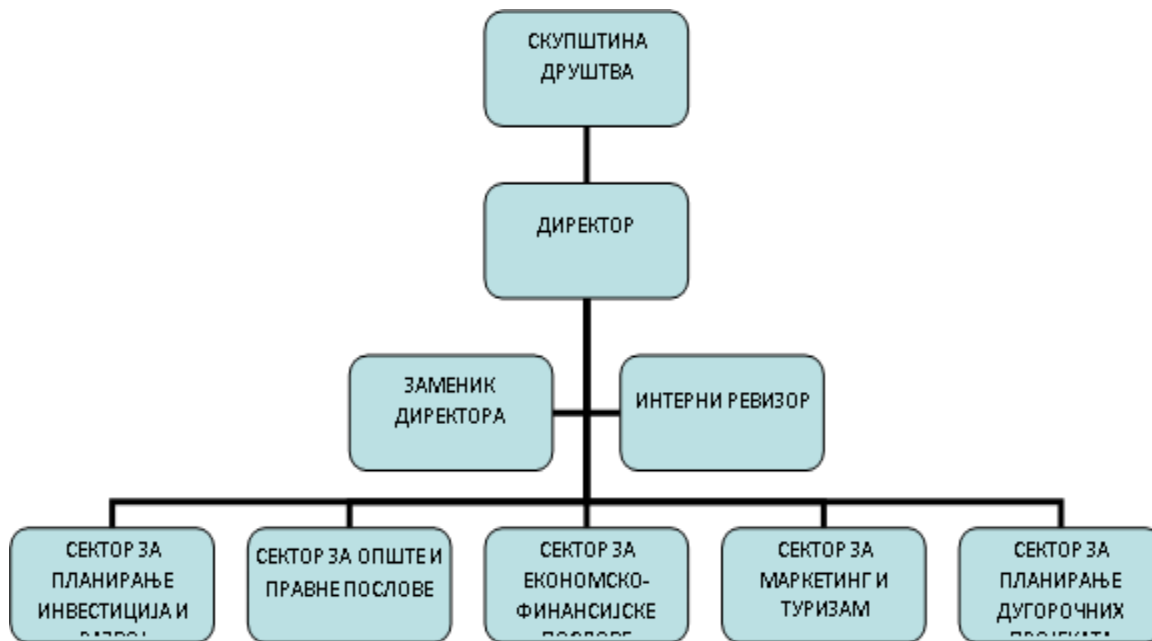 СКУПШТИНА
ДРУШТВА
ДИРЕКТОР
ЗАМЕНИК
ДИРЕКТОРА
ИНТЕРНИ РЕВИЗОР
СЕКТОР ЗА
ПЛАНИРАЊЕ
ИНВЕСТИЦИЈА И
СЕКТОР ЗА ОПШТЕ И
ПРАВНЕ ПОСЛОВЕ
СЕКТОР ЗА
ЕКОНОМСКО-
ФИНАНСИЈСКЕ
СЕКТОР ЗА
МАРКЕТИНГ И
ТУРИЗАМ
СЕКТОР ЗА
ПЛАНИРАЊЕ
ДУГОРОЧНИХ